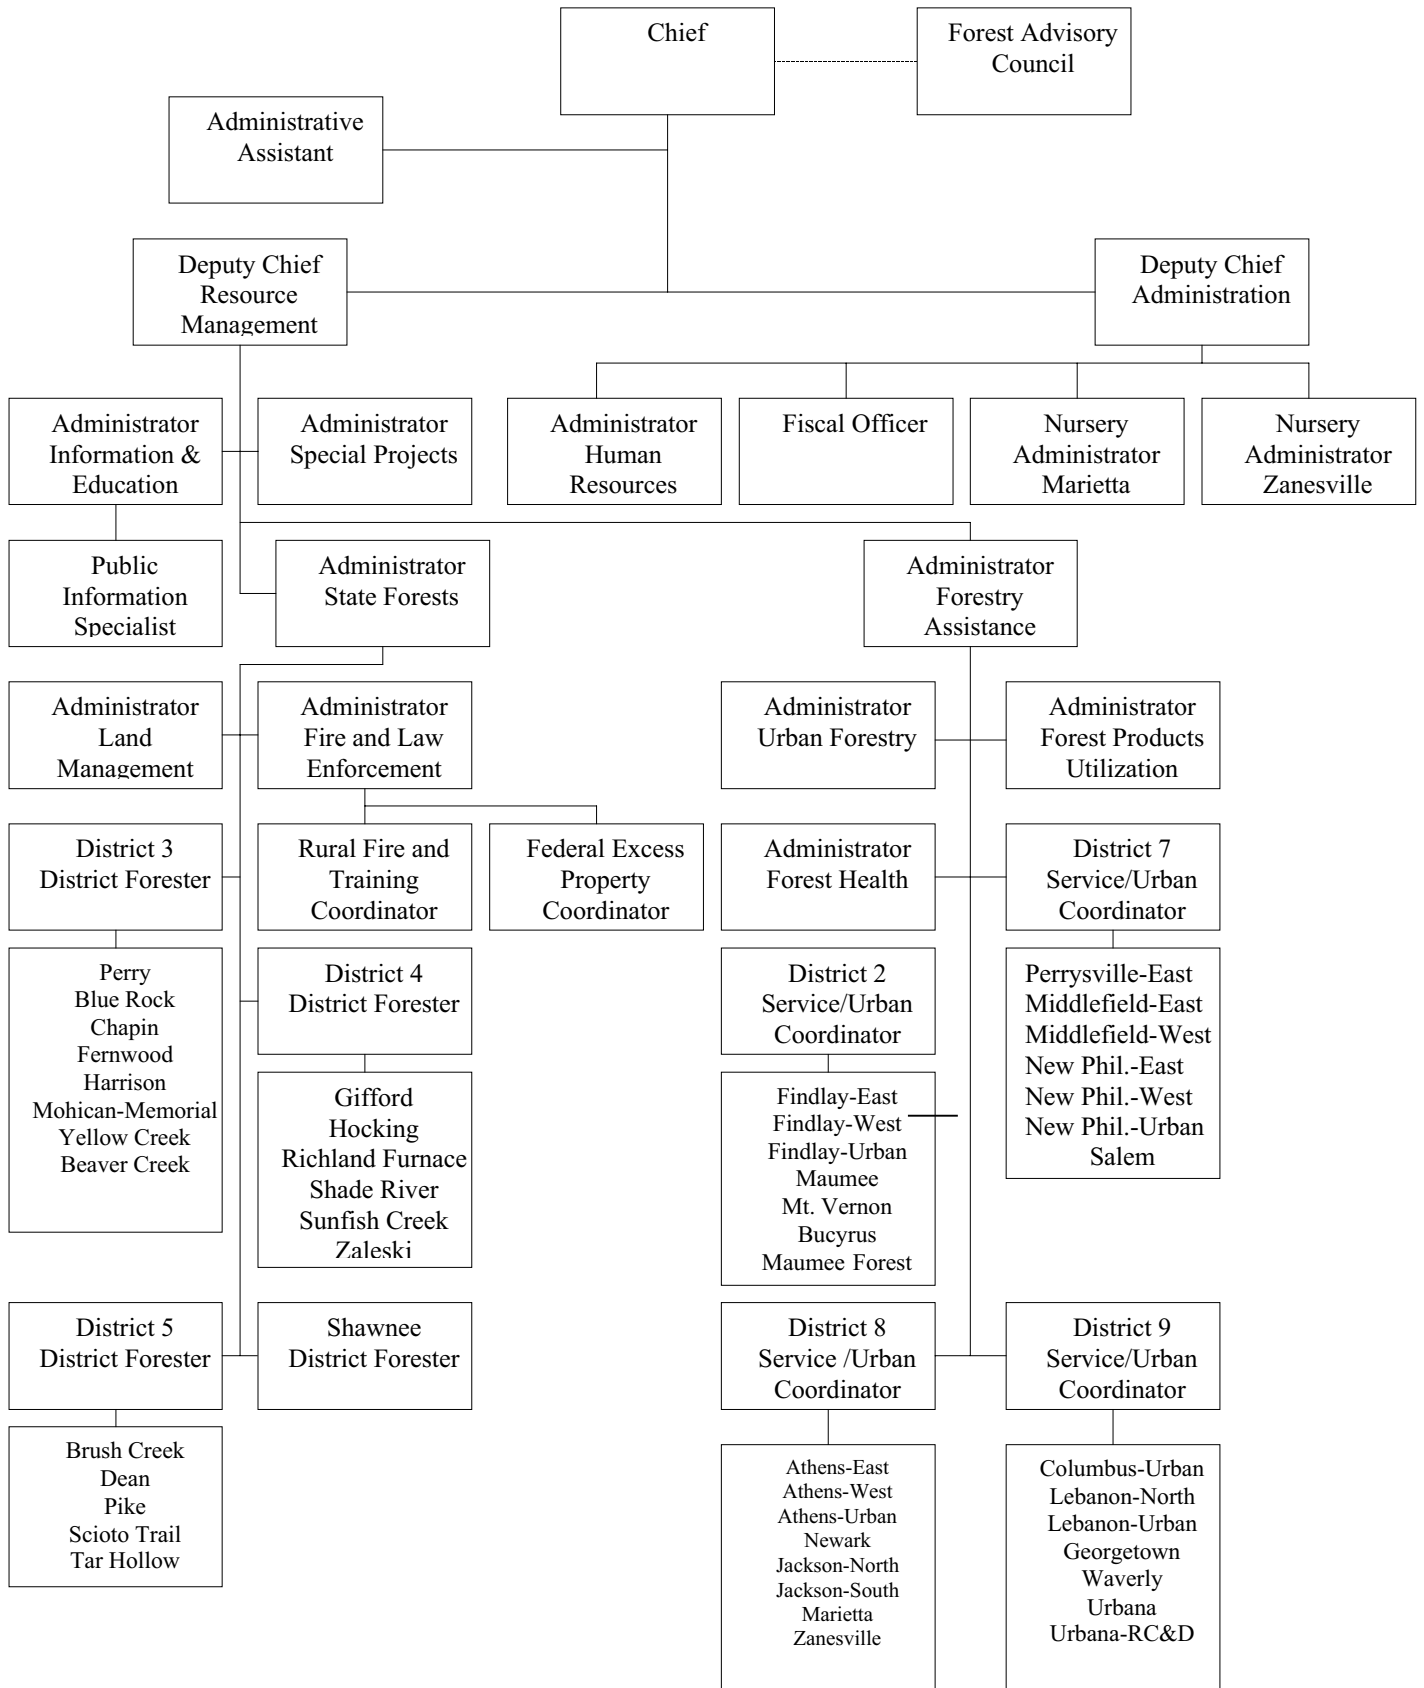 Chief
Forest Advisory
Council
Administrative
Assistant
Deputy Chief
Resource
Management
Deputy Chief
Administration
Administrator
Information &
Education
Administrator
Special Projects
Administrator
Human
Resources
Fiscal Officer
Nursery
Administrator
Marietta
Nursery
Administrator
Zanesville
Public
Information
Specialist
Administrator
State Forests
Administrator
Forestry
Assistance
Administrator
Land
Management
Administrator
Fire and Law
Enforcement
Administrator
Urban Forestry
Administrator
Forest Products
Utilization
District 3
District Forester
Rural Fire and
Training
Coordinator
Federal Excess
Property
Coordinator
Administrator
Forest Health
District 7
Service/Urban
Coordinator
Perry
Blue Rock
Chapin
Fernwood
Harrison
Mohican-Memorial
Yellow Creek
Beaver Creek
District 4
District Forester
District 2
Service/Urban
Coordinator
Perrysville-East
Middlefield-East
Middlefield-West
New Phil.-East
New Phil.-West
New Phil.-Urban
Salem
Gifford
Hocking
Richland Furnace
Shade River
Sunfish Creek
Zaleski
Findlay-East
Findlay-West
Findlay-Urban
Maumee
Mt. Vernon
Bucyrus
Maumee Forest
District 5
District Forester
Shawnee
District Forester
District 8
Service /Urban
Coordinator
District 9
Service/Urban
Coordinator
Brush Creek
Dean
Pike
Scioto Trail
Tar Hollow
Athens-East
Athens-West
Athens-Urban
Newark
Jackson-North
Jackson-South
Marietta
Zanesville
Columbus-Urban
Lebanon-North
Lebanon-Urban
Georgetown
Waverly
Urbana
Urbana-RC&D